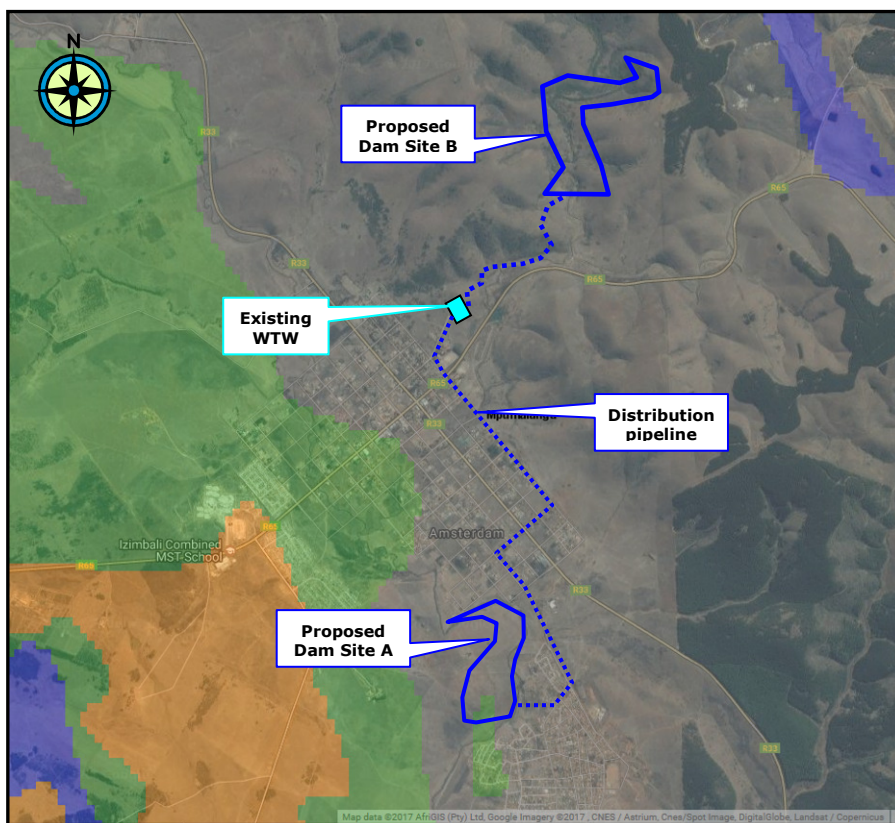 N
R33
Proposed
Dam Site B
R65
R33
R65
Existing
WTW
R65
Distribution
pipeline
R33
Amsterdam
R65
Izimbali Combined
MST School
R65
R33
Proposed
Dam Site A
R33
Map data ©2017 AfriGIS (Pty) Ltd, Google Imagery ©2017 , CNES / Astrium, Cnes/Spot Image, DigitalGlobe, Landsat / Copernicus